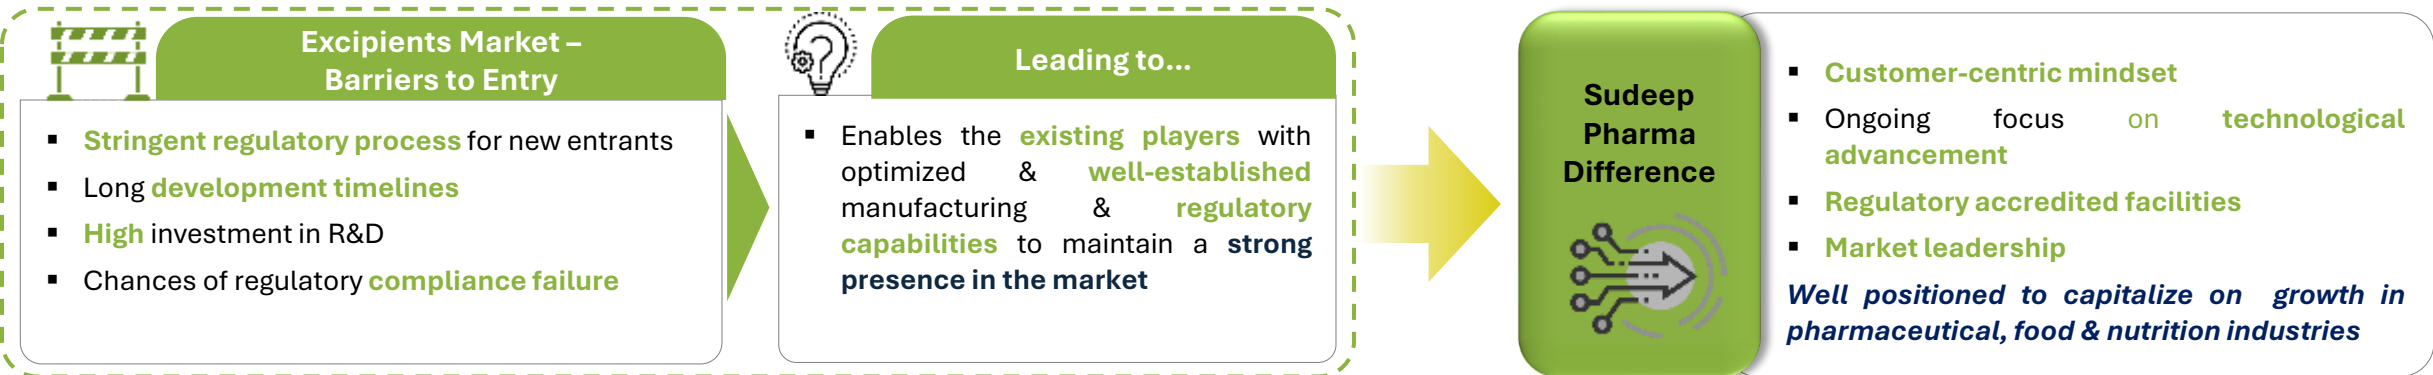 Excipients Market –
Barriers to Entry
▪ Stringent regulatory process for new entrants
▪ Long development timelines
▪ High investment in R&D
▪ Chances of regulatory compliance failure
Leading to...
▪ Enables the existing players with
optimized & well-established
manufacturing & regulatory
capabilities to maintain a strong
presence in the market
Sudeep
Pharma
Difference
▪ Customer-centric mindset
▪ Ongoing focus on technological
advancement
▪ Regulatory accredited facilities
▪ Market leadership
Well positioned to capitalize on growth in
pharmaceutical, food & nutrition industries